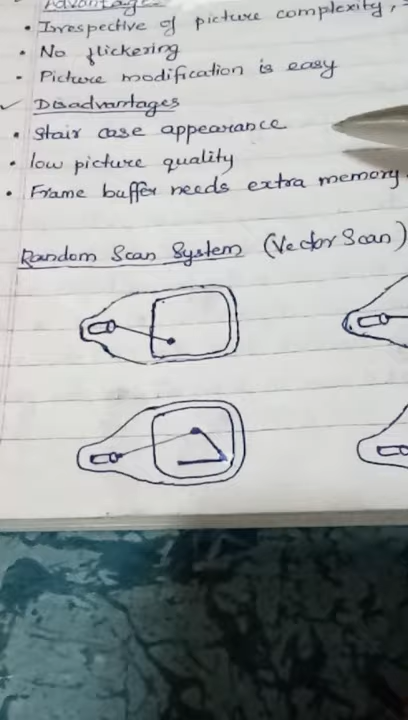 Advantages
• Irrespective of picture complexity,
• No flickering
• Picture modification is easy
✓ Disadvantages
• Stair case appearance
• low picture quality
• Frame buffer needs extra memory.
Random Scan System (Vector Scan)